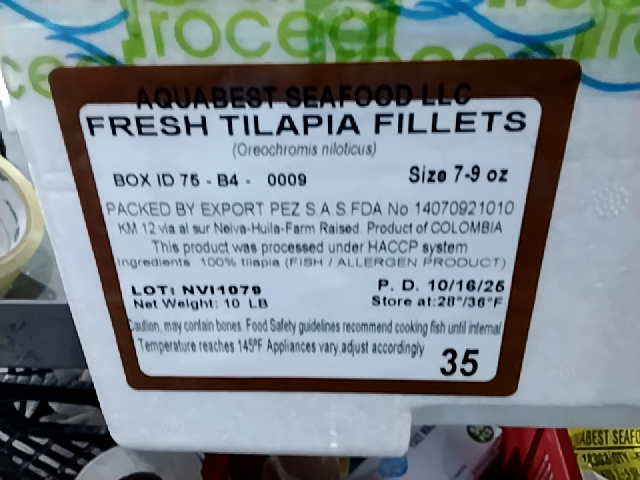 rocea
AQUABEST SEAFOOD LLC
FRESH TILAPIA FILLETS
(Oreochromis niloticus)
BOX ID 75 - B4 - 0009
Size 7-9 oz
PACKED BY EXPORT PEZ S.A.S.FDA No 14070921010
KM 12 via al sur Neiva-Huila-Farm Raised. Product of COLOMBIA
This product was processed under HACCP system
Ingredients 100% tilapia (FISH / ALLERGEN PRODUCT)
LOT: NVI1079
P. D. 10/16/25
Net Weight: 10 LB
Store at:28°/36°F
Caution, may contain bones. Food Safety guidelines recommend cooking fish until internal
Temperature reaches 145ºF Appliances vary,adjust accordingly
35
ABEST SEAFO